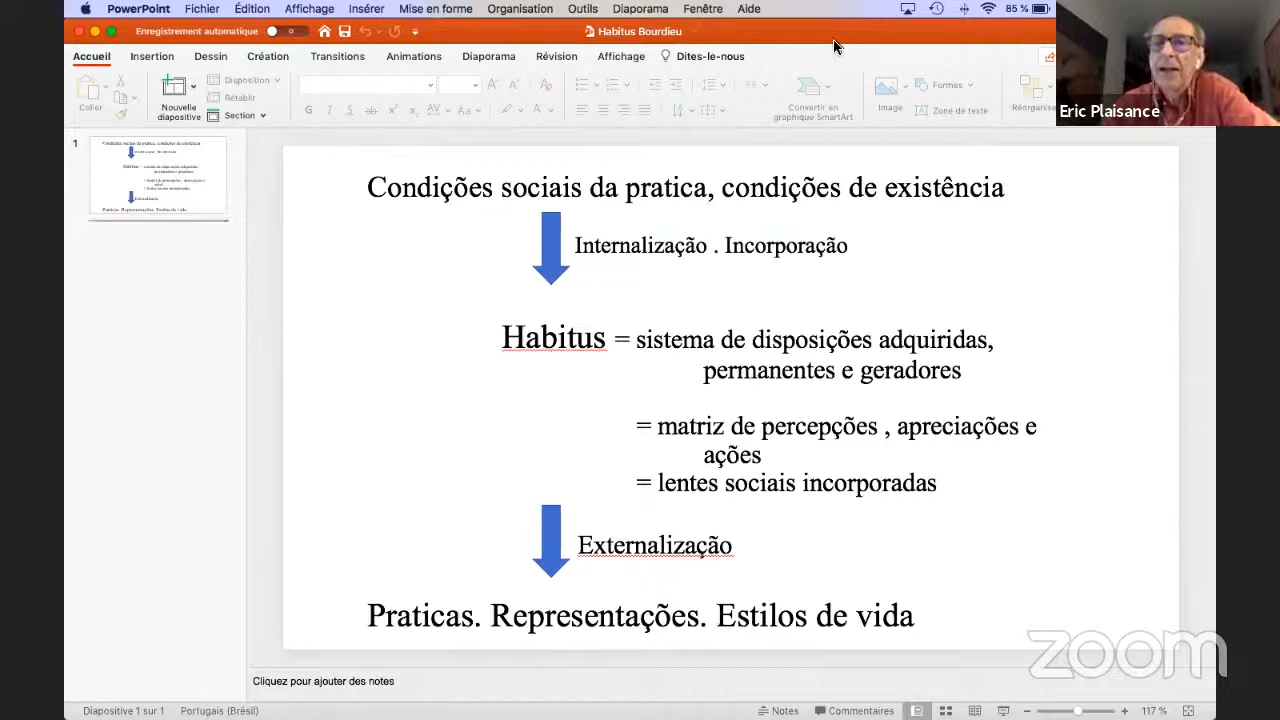 PowerPoint Fichier Édition Affichage Insérer Mise en forme Organisation Outils Diaporama Fenêtre Aide 85 %
Enregistrement automatique Habitus Bourdieu
Accueil Insertion Dessin Création Transitions Animations Diaporama Révision Affichage Dites-le-nous
Coller
Nouvelle
diapositive
Disposition
Rétablir
Section
G I S ab Aa
Convertir en
graphique SmartArt
Image
Formes
Zone de texte
Réorganise
Eric Plaisance
1
Condições sociais da pratica, condições de existência
Internalização . Incorporação
Habitus = sistema de disposições adquiridas,
permanentes e geradores
= matriz de percepções , apreciações e
ações
= lentes sociais incorporadas
Externalização
Praticas. Representações. Estilos de vida
zoom
Cliquez pour ajouter des notes
Diapositive 1 sur 1 Portugais (Brésil) Notes Commentaires 117 %